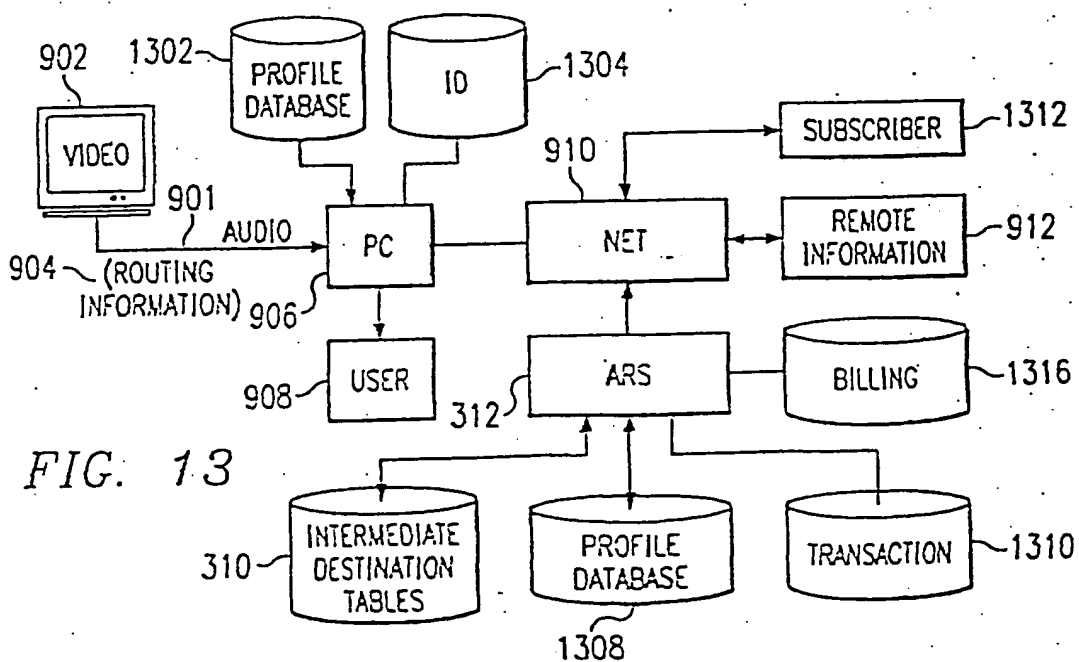 1302
PROFILE
DATABASE
ID
1304
902
VIDEO
901
AUDIO
904
(ROUTING
INFORMATION)
PC
906
USER
908
910
NET
SUBSCRIBER
1312
REMOTE
INFORMATION
912
ARS
312
BILLING
1316
FIG. 13
INTERMEDIATE
DESTINATION
TABLES
310
PROFILE
DATABASE
1308
TRANSACTION
1310